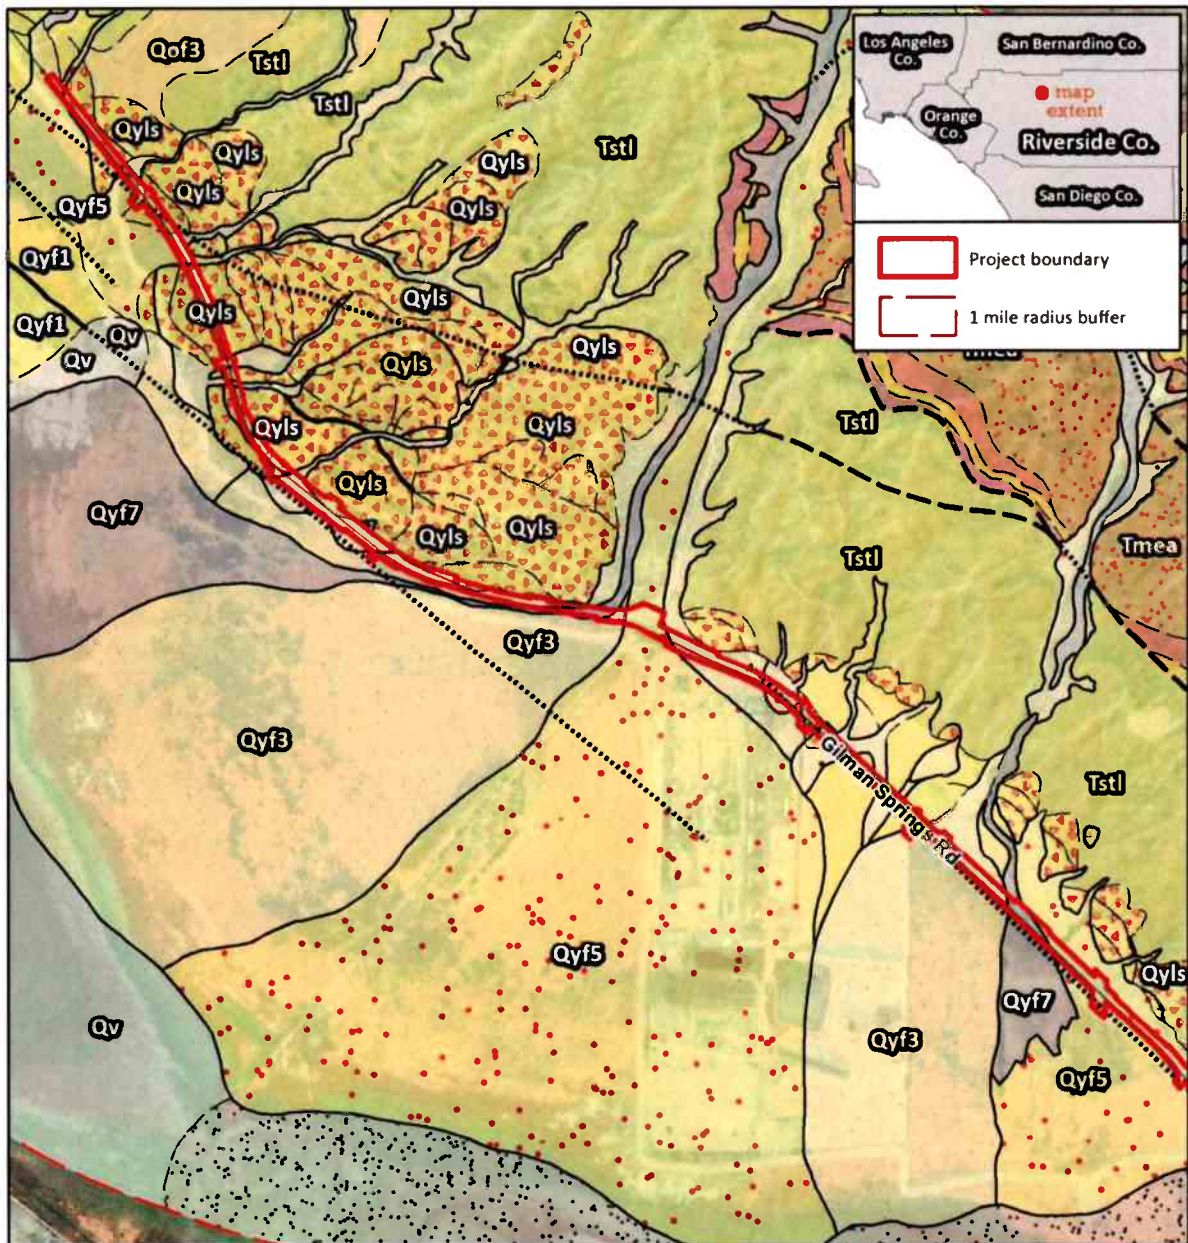 Los Angeles
Co.
San Bernardino Co.
map
extent
Orange
Co.
Riverside Co.
San Diego Co.
Project boundary
1 mile radius buffer
Qof3
Tstl
Tstl
Tstl
Qyls
Qyls
Qyls
Qyls
Qyls
Qyf5
Qyf1
Qyls
Qyls
Qyf1
Qv
Qv
Qyls
Qyls
Tmea
Qyls
Qyls
Tstl
Qyls
Qyf7
Qyls
Qyls
Tmea
Tstl
Qyf3
Qyf3
Gilman Springs Rd
Tstl
Qyf5
Qyls
Qyf7
Qv
Qyf3
Qyf5